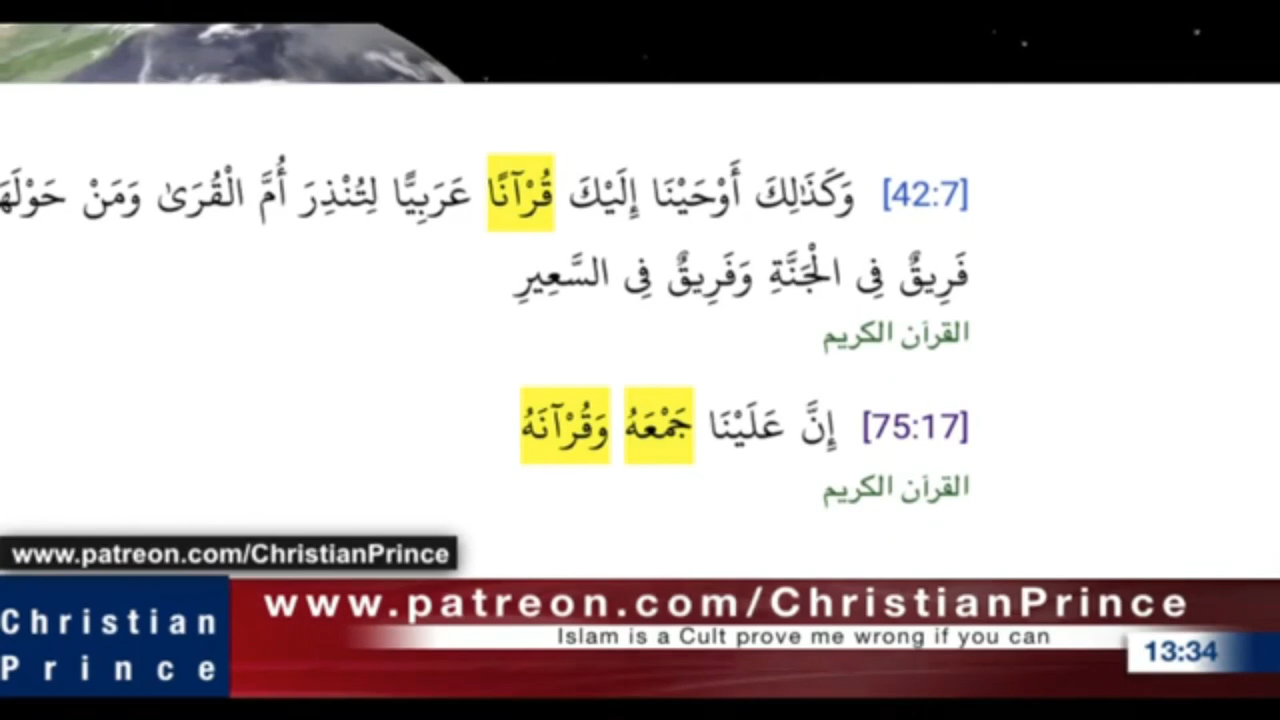 [42:7] وَكَذَٰلِكَ أَوْحَيْنَا إِلَيْكَ قُرْآنًا عَرَبِيًّا لِتُنْذِرَ أُمَّ الْقُرَىٰ وَمَنْ حَوْلَهَا
فَرِيقٌ فِي الْجَنَّةِ وَفَرِيقٌ فِي السَّعِيرِ
القرآن الكريم
[75:17] إِنَّ عَلَيْنَا جَمْعَهُ وَقُرْآنَهُ
القرآن الكريم
www.patreon.com/ChristianPrince
Christian
Prince
www.patreon.com/ChristianPrince
Islam is a Cult prove me wrong if you can
13:34